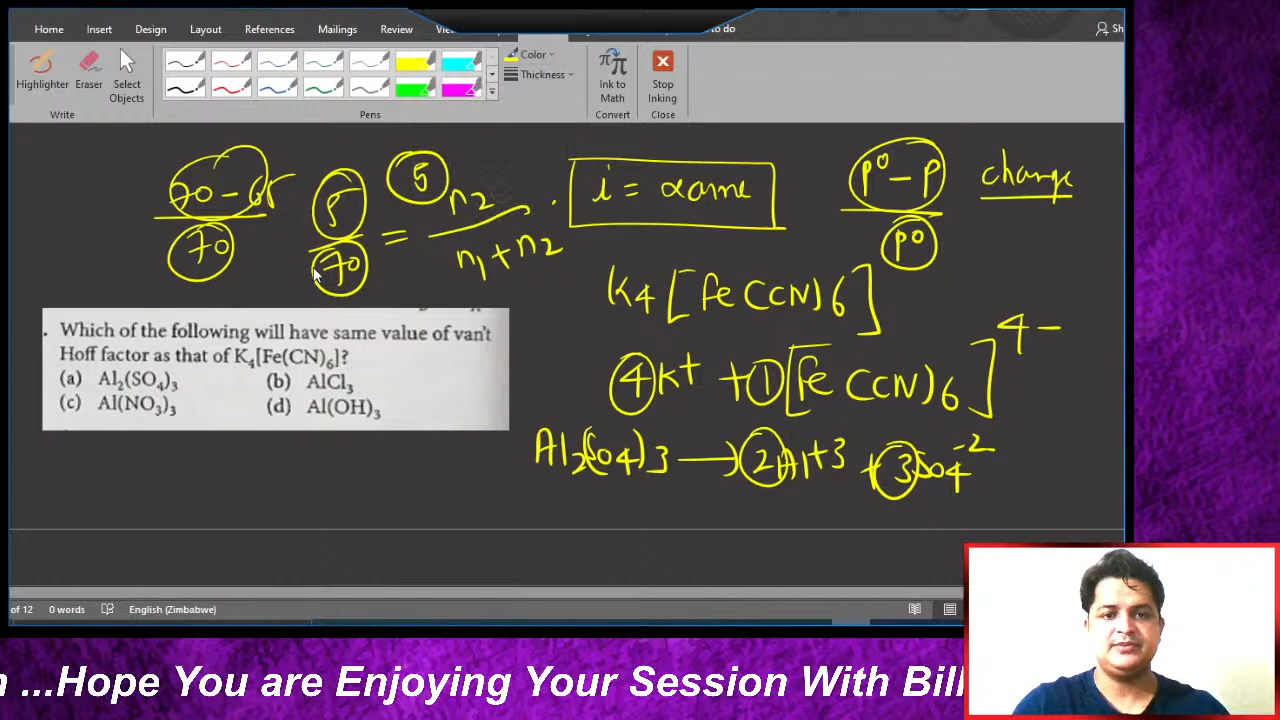 Home Insert Design Layout References Mailings Review to do
Highlighter Eraser Select Objects Color Thickness Ink to Math Stop Inking
Write Pens Convert Close
70-65
70
5
70
=
5
n2
n1+n2
.
i = same
p° - p
p°
change
K4[Fe(CN)6]
4K+ + 1[Fe(CN)6]4-
Al2(SO4)3 → 2Al+3 + 3SO4-2
. Which of the following will have same value of van't
Hoff factor as that of K₄[Fe(CN)₆]?
(a) Al₂(SO₄)₃ (b) AlCl₃
(c) Al(NO₃)₃ (d) Al(OH)₃
of 12 0 words English (Zimbabwe)
...Hope You are Enjoying Your Session With